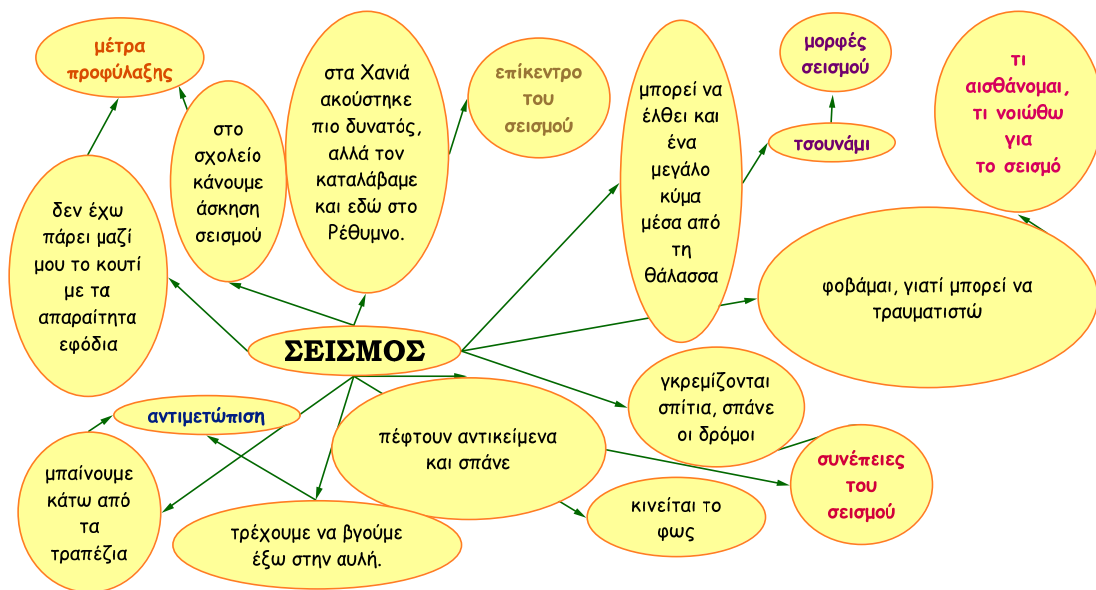 μέτρα
προφύλαξης
στο
σχολείο
κάνουμε
άσκηση
σεισμού
στα Χανιά
ακούστηκε
πιο δυνατός,
αλλά τον
καταλάβαμε
και εδώ στο
Ρέθυμνο.
επίκεντρο
του
σεισμού
μπορεί να
έλθει και
ένα
μεγάλο
κύμα
μέσα από
τη
θάλασσα
μορφές
σεισμού
τσουνάμι
τι
αισθάνομαι,
τι νοιώθω
για
το σεισμό
δεν έχω
πάρει μαζί
μου το κουτί
με τα
απαραίτητα
εφόδια
φοβάμαι, γιατί μπορεί να
τραυματιστώ
ΣΕΙΣΜΟΣ
γκρεμίζονται
σπίτια, σπάνε
οι δρόμοι
αντιμετώπιση
πέφτουν αντικείμενα
και σπάνε
συνέπειες
του
σεισμού
μπαίνουμε
κάτω από
τα
τραπέζια
κινείται το
φως
τρέχουμε να βγούμε
έξω στην αυλή.